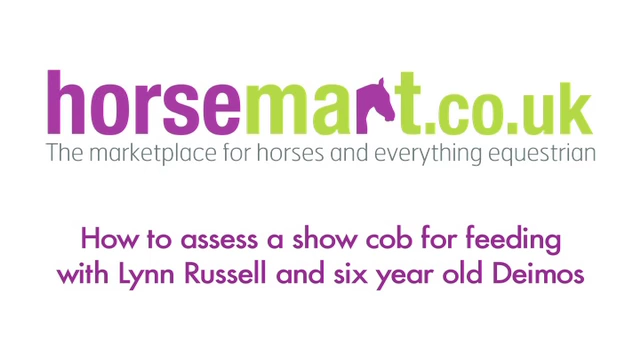 horsemart.co.uk
The marketplace for horses and everything equestrian
How to assess a show cob for feeding
with Lynn Russell and six year old Deimos